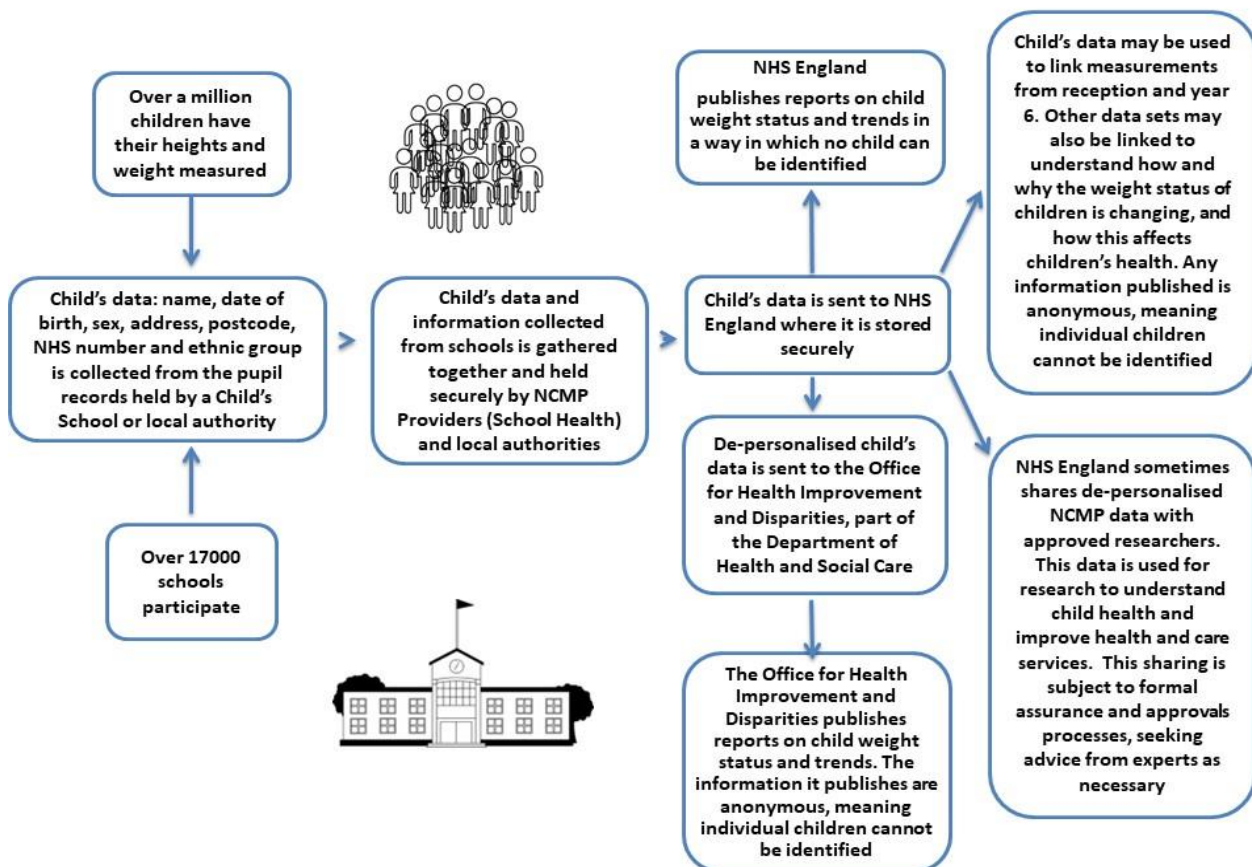 Over a million
children have
their heights and
weight measured
Child's data: name, date of
birth, sex, address, postcode,
NHS number and ethnic group
is collected from the pupil
records held by a Child's
School or local authority
Over 17000
schools
participate
Child's data and
information collected
from schools is gathered
together and held
securely by NCMP
Providers (School Health)
and local authorities
NHS England
publishes reports on child
weight status and trends in
a way in which no child can
be identified
Child's data is sent to NHS
England where it is stored
securely
De-personalised child's
data is sent to the Office
for Health Improvement
and Disparities, part of
the Department of
Health and Social Care
The Office for Health
Improvement and
Disparities publishes
reports on child weight
status and trends. The
information it publishes are
anonymous, meaning
individual children cannot
be identified
Child's data may be used
to link measurements
from reception and year
6. Other data sets may
also be linked to
understand how and
why the weight status of
children is changing, and
how this affects
children's health. Any
information published is
anonymous, meaning
individual children
cannot be identified
NHS England sometimes
shares de-personalised
NCMP data with
approved researchers.
This data is used for
research to understand
child health and
improve health and care
services. This sharing is
subject to formal
assurance and approvals
processes, seeking
advice from experts as
necessary